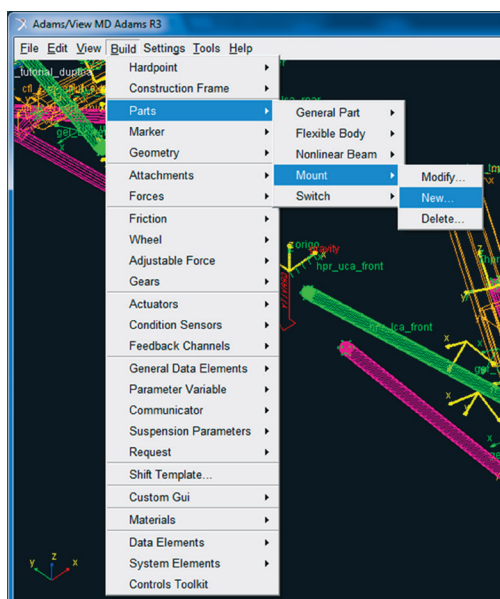 Adams/View MD Adams R3
File Edit View Build Settings Tools Help
_tutorial_duplha
Hardpoint
Construction Frame
Parts
Marker
Geometry
Attachments
Forces
Friction
Wheel
Adjustable Force
Gears
Actuators
Condition Sensors
Feedback Channels
General Data Elements
Parameter Variable
Communicator
Suspension Parameters
Request
Shift Template...
Custom Gui
Materials
Data Elements
System Elements
Controls Toolkit
General Part
Flexible Body
Nonlinear Beam
Mount
Switch
Modify...
New...
Delete...
origo
gravity
hpr_uca_front
hpr_lca_front
x
y
z
x